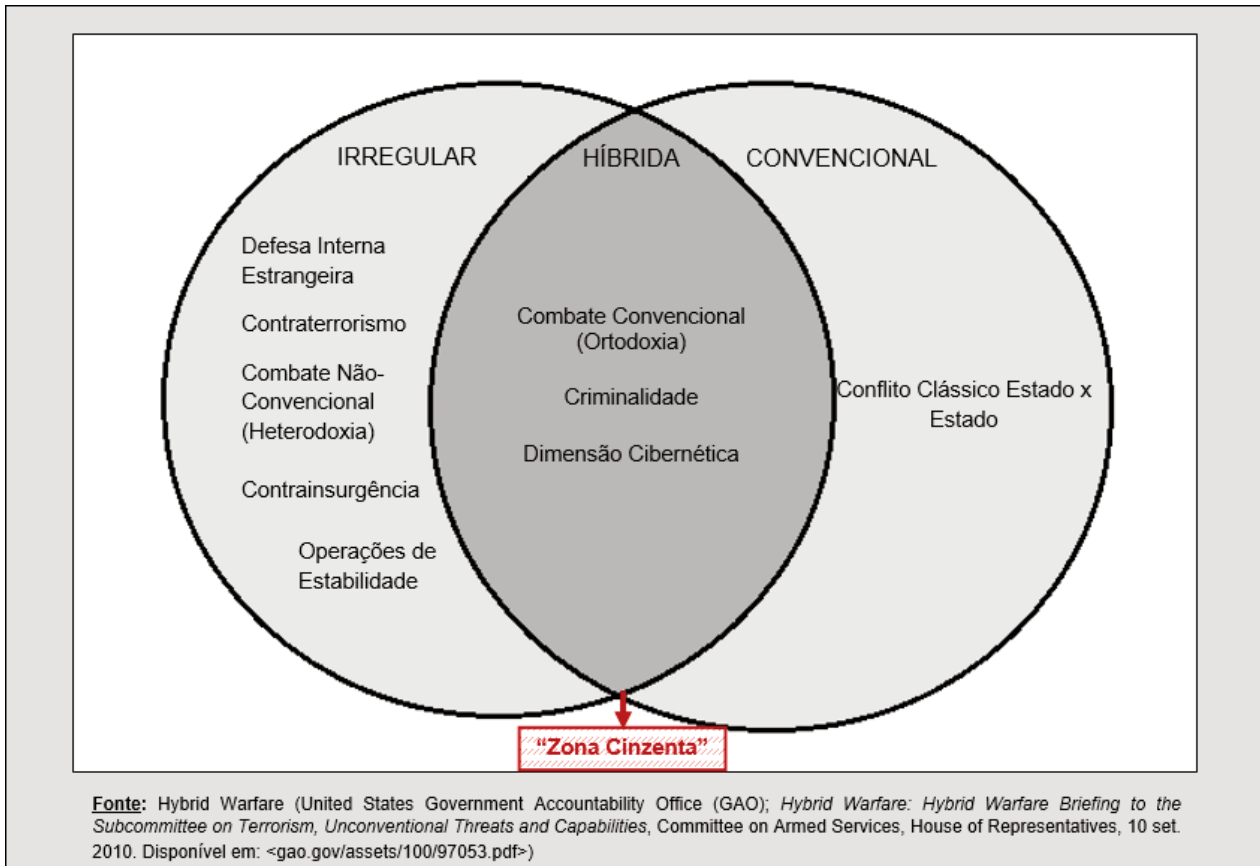 IRREGULAR
HÍBRIDA
CONVENCIONAL
Defesa Interna
Estrangeira
Contraterrorismo
Combate Não-
Convencional
(Heterodoxia)
Contrainsurgência
Operações de
Estabilidade
Combate Convencional
(Ortodoxia)
Criminalidade
Dimensão Cibernética
Conflito Clássico Estado x
Estado
“Zona Cinzenta”
Fonte: Hybrid Warfare (United States Government Accountability Office (GAO); Hybrid Warfare: Hybrid Warfare Briefing to the
Subcommittee on Terrorism, Unconventional Threats and Capabilities, Committee on Armed Services, House of Representatives, 10 set.
2010. Disponível em: <gao.gov/assets/100/97053.pdf>)